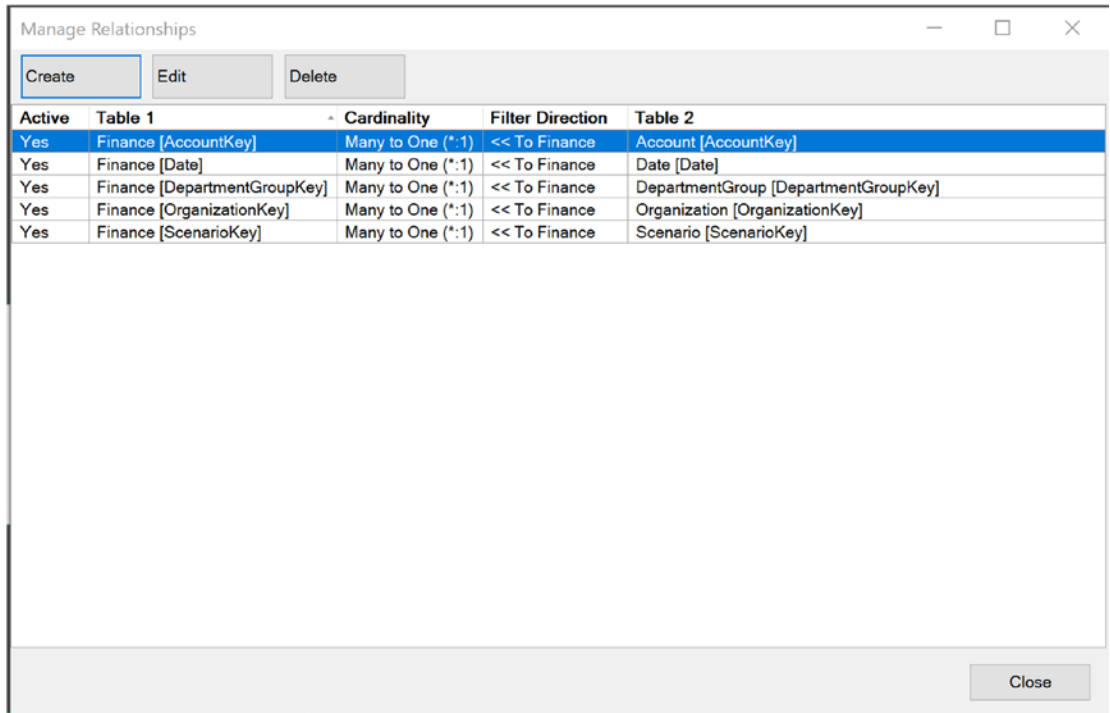 Manage Relationships
Create Edit Delete
Active Table 1 Cardinality Filter Direction Table 2
Yes Finance [AccountKey] Many to One (*:1) << To Finance Account [AccountKey]
Yes Finance [Date] Many to One (*:1) << To Finance Date [Date]
Yes Finance [DepartmentGroupKey] Many to One (*:1) << To Finance DepartmentGroup [DepartmentGroupKey]
Yes Finance [OrganizationKey] Many to One (*:1) << To Finance Organization [OrganizationKey]
Yes Finance [ScenarioKey] Many to One (*:1) << To Finance Scenario [ScenarioKey]
Close